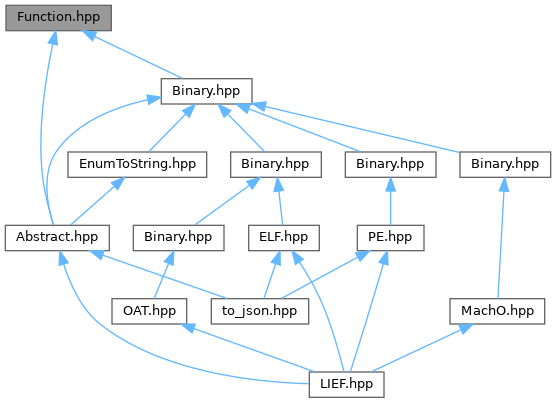 Function.hpp
Binary.hpp
EnumToString.hpp
Binary.hpp
Binary.hpp
Binary.hpp
Abstract.hpp
Binary.hpp
ELF.hpp
PE.hpp
OAT.hpp
to_json.hpp
MachO.hpp
LIEF.hpp